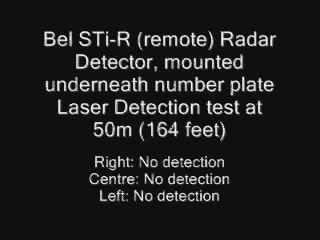 Bel STi-R (remote) Radar
Detector, mounted
underneath number plate
Laser Detection test at
50m (164 feet)
Right: No detection
Centre: No detection
Left: No detection